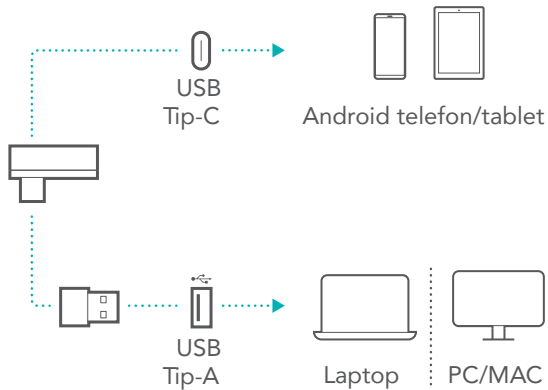 USB
Tip-C
Android telefon/tablet
USB
Tip-A
Laptop
PC/MAC